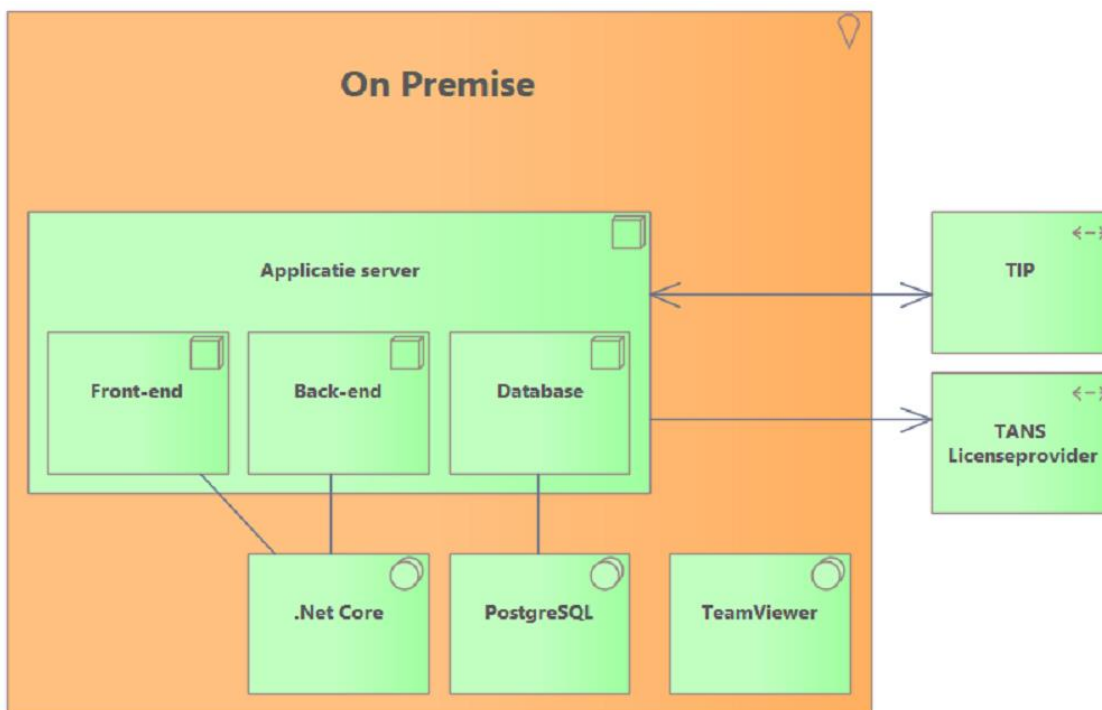 On Premise
Applicatie server
TIP
Front-end
Back-end
Database
TANS
Licenseprovider
.Net Core
PostgreSQL
TeamViewer